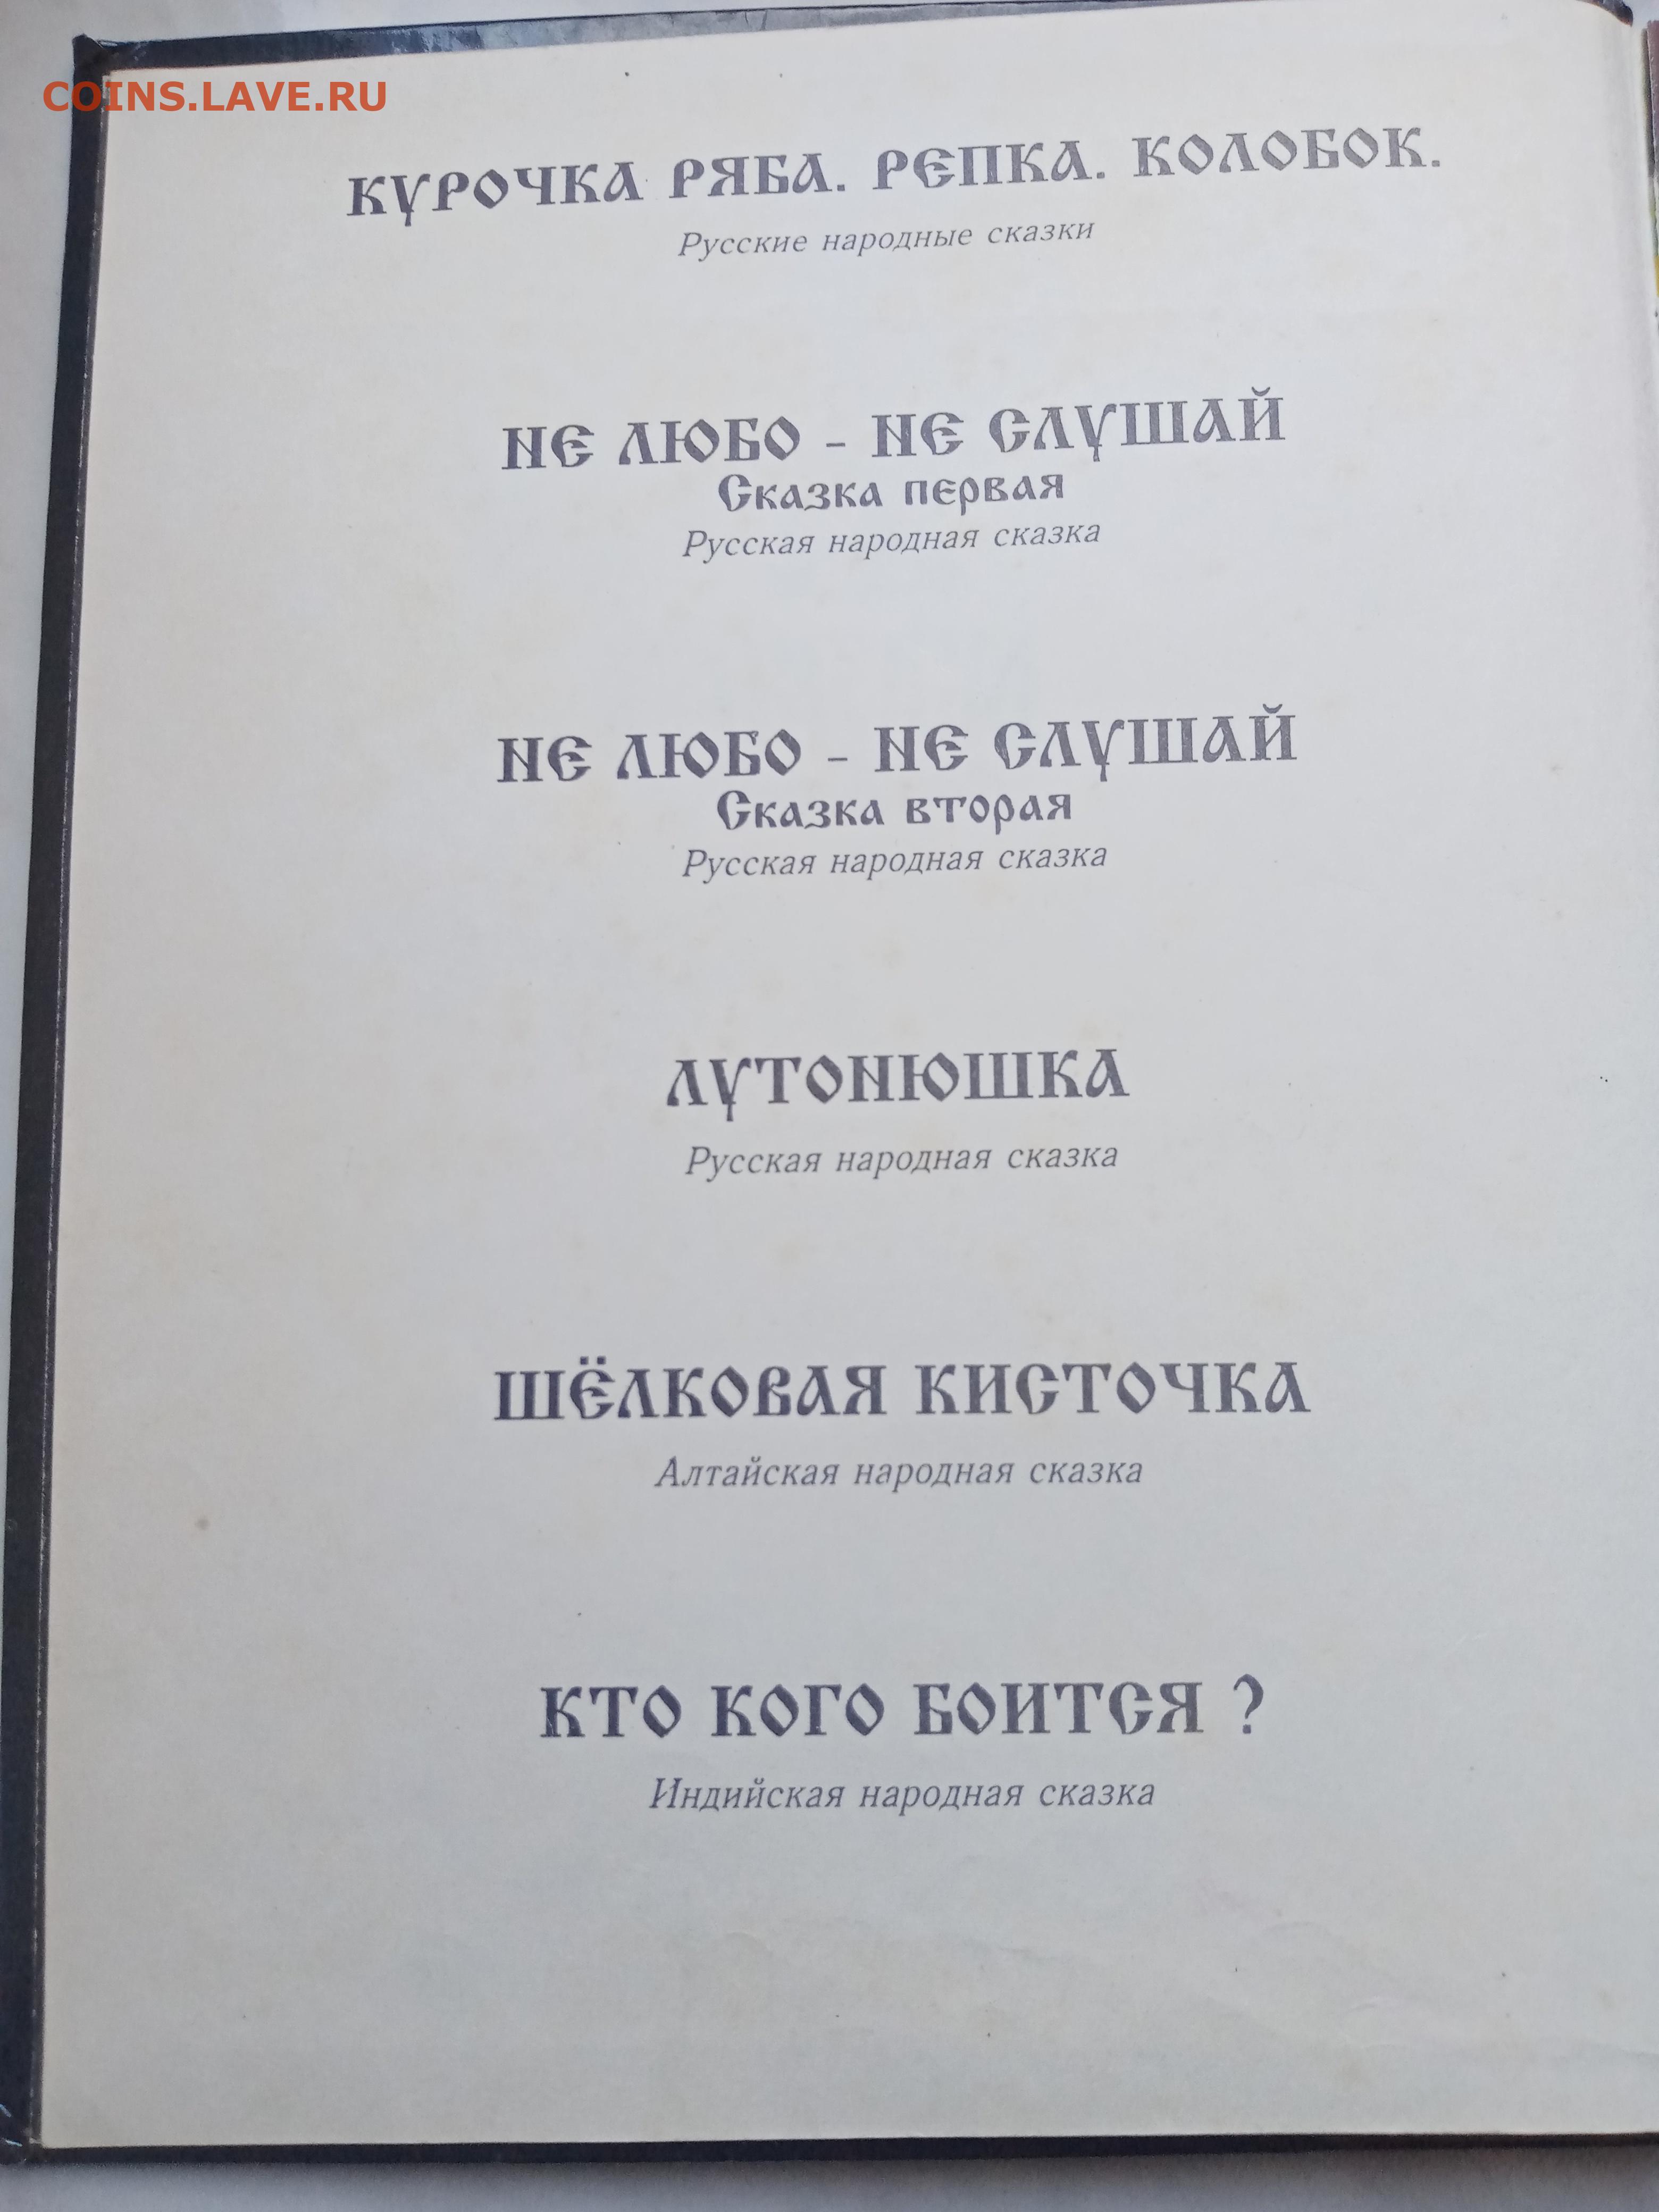 COINS.LAVE.RU
КУРОЧКА РЯБА. РЕПКА. КОЛОБОК.
Русские народные сказки
НЕ ЛЮБО - НЕ СЛУШАЙ
Сказка первая
Русская народная сказка
НЕ ЛЮБО - НЕ СЛУШАЙ
Сказка вторая
Русская народная сказка
ЛУТОНЮШКА
Русская народная сказка
ШЁЛКОВАЯ КИСТОЧКА
Алтайская народная сказка
КТО КОГО БОИТСЯ ?
Индийская народная сказка